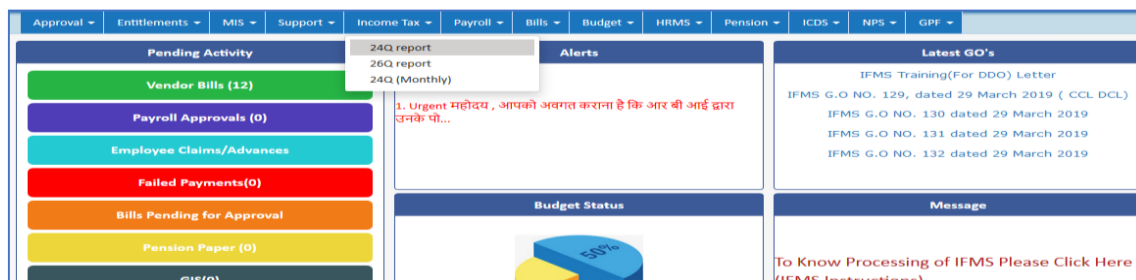 Approval Entitlements MIS Support Income Tax Payroll Bills Budget HRMS Pension ICDS NPS GPF
24Q report
26Q report
24Q (Monthly)
Pending Activity
Vendor Bills (12)
Payroll Approvals (0)
Employee Claims/Advances
Failed Payments(0)
Bills Pending for Approval
Pension Paper (0)
GIS(0)
Alerts
1. Urgent महोदय , आपको अवगत कराना है कि आर बी आई द्वारा
उनके पो...
Budget Status
50%
Latest GO's
IFMS Training(For DDO) Letter
IFMS G.O NO. 129, dated 29 March 2019 ( CCL DCL)
IFMS G.O NO. 130 dated 29 March 2019
IFMS G.O NO. 131 dated 29 March 2019
IFMS G.O NO. 132 dated 29 March 2019
Message
To Know Processing of IFMS Please Click Here
(IFMS Instructions)